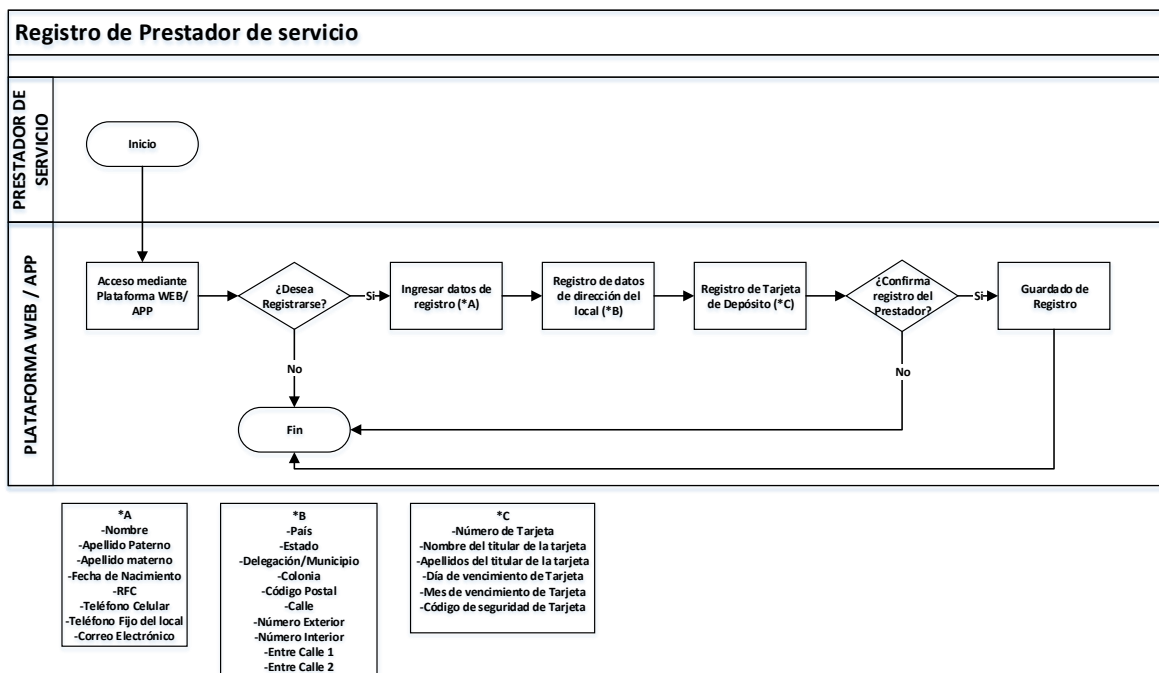 Registro de Prestador de servicio
PRESTADOR DE
SERVICIO
Inicio
PLATAFORMA WEB / APP
Acceso mediante
Plataforma WEB/
APP
¿Desea
Registrarse?
Si
Ingresar datos de
registro (*A)
Registro de datos
de dirección del
local (*B)
Registro de Tarjeta
de Depósito (*C)
¿Confirma
registro del
Prestador?
Si
Guardado de
Registro
No
No
Fin
*A
-Nombre
-Apellido Paterno
-Apellido materno
-Fecha de Nacimiento
-RFC
-Teléfono Celular
-Teléfono Fijo del local
-Correo Electrónico
*B
-País
-Estado
-Delegación/Municipio
-Colonia
-Código Postal
-Calle
-Número Exterior
-Número Interior
-Entre Calle 1
-Entre Calle 2
*C
-Número de Tarjeta
-Nombre del titular de la tarjeta
-Apellidos del titular de la tarjeta
-Día de vencimiento de Tarjeta
-Mes de vencimiento de Tarjeta
-Código de seguridad de Tarjeta